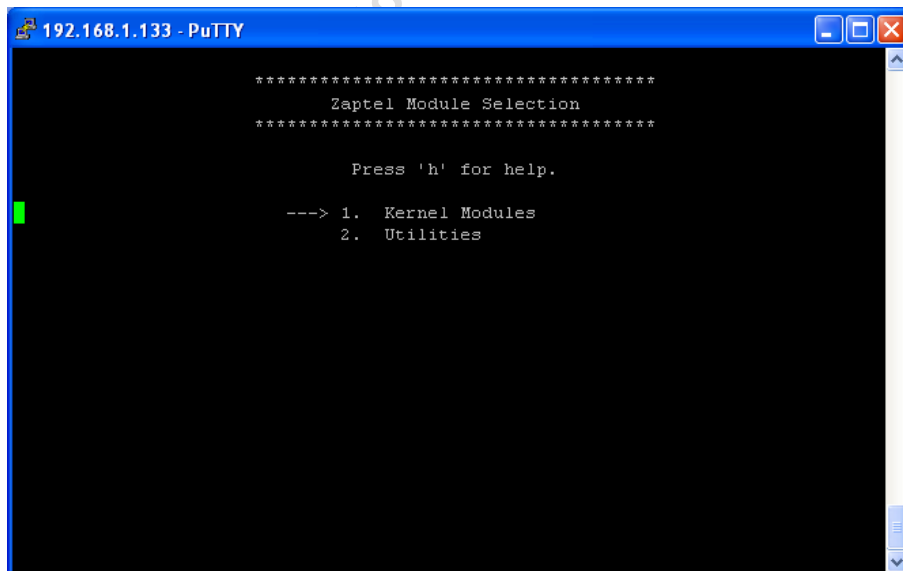 192.168.1.133 - PuTTY
*************************************
Zaptel Module Selection
*************************************
Press 'h' for help.
---> 1. Kernel Modules
2. Utilities